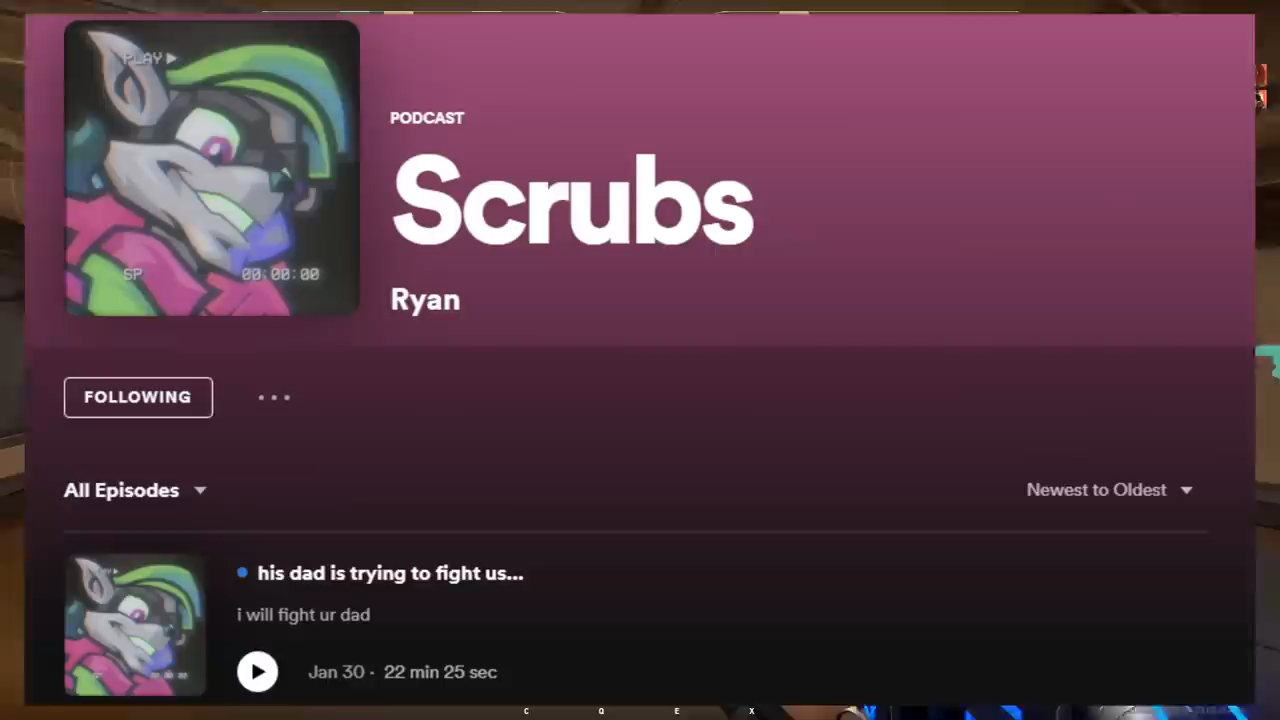 PLAY
SP
00:00:00
PODCAST
Scrubs
Ryan
FOLLOWING
All Episodes
Newest to Oldest
his dad is trying to fight us...
i will fight ur dad
Jan 30 · 22 min 25 sec
C Q E X